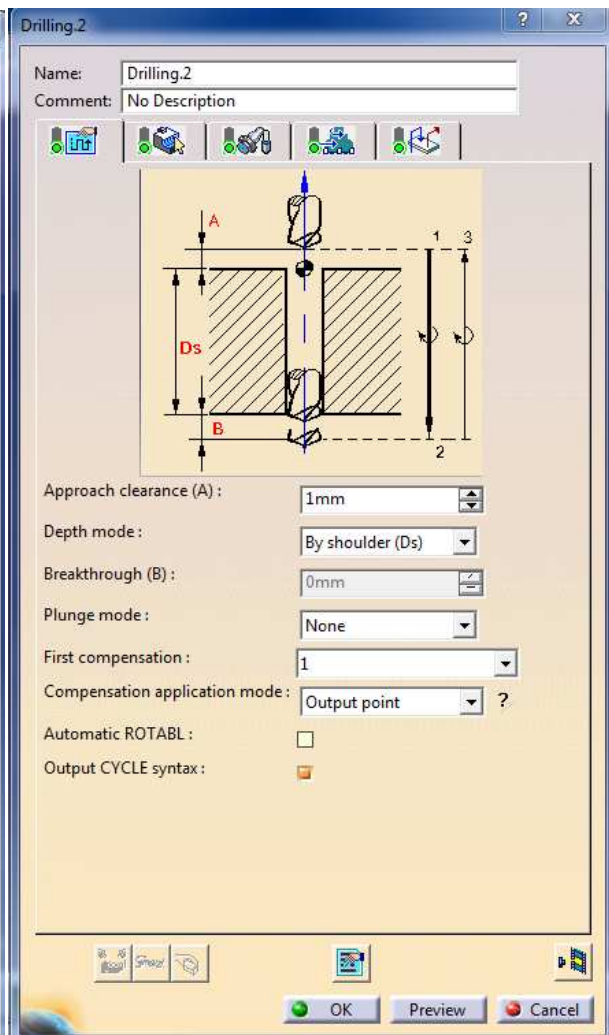 Drilling.2
?
X
Name: Drilling.2
Comment: No Description
A
1 3
Ds
B
2
Approach clearance (A) : 1mm
Depth mode : By shoulder (Ds)
Breakthrough (B) : 0mm
Plunge mode : None
First compensation : 1
Compensation application mode : Output point ?
Automatic ROTABL :
Output CYCLE syntax :
OK Preview Cancel